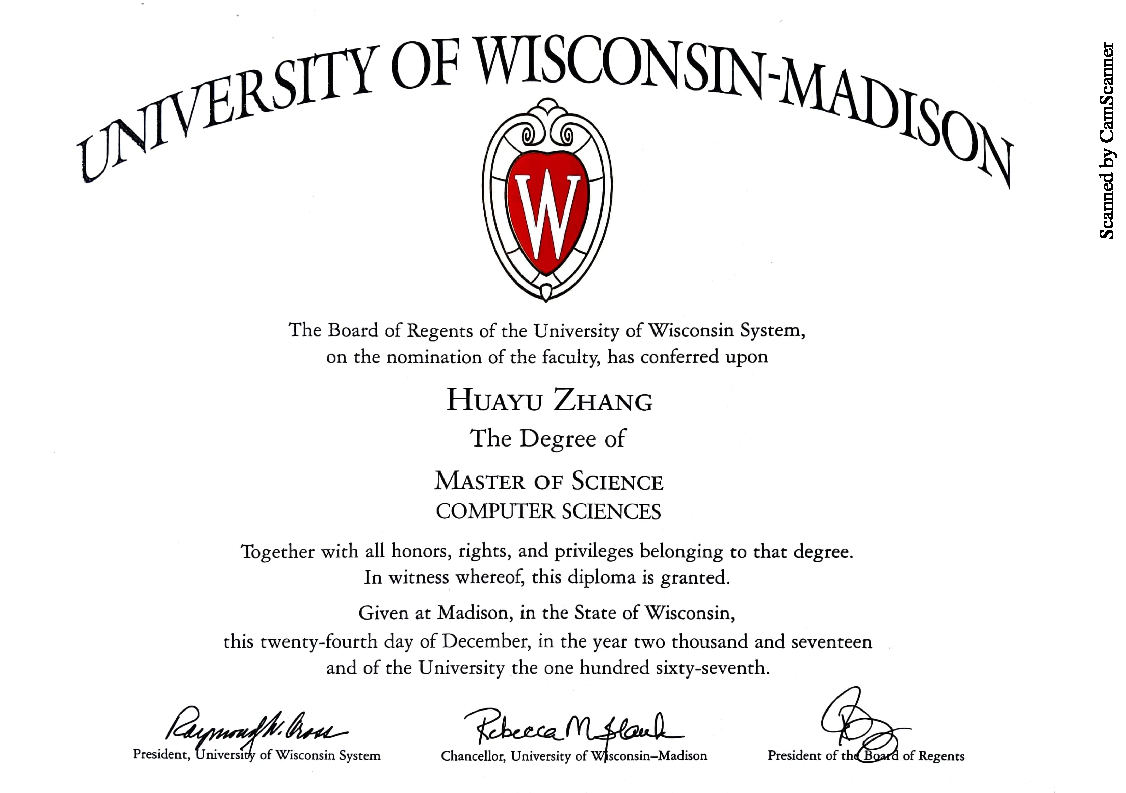 UNIVERSITY OF WISCONSIN-MADISON
W
The Board of Regents of the University of Wisconsin System,
on the nomination of the faculty, has conferred upon
HUAYU ZHANG
The Degree of
MASTER OF SCIENCE
COMPUTER SCIENCES
Together with all honors, rights, and privileges belonging to that degree.
In witness whereof, this diploma is granted.
Given at Madison, in the State of Wisconsin,
this twenty-fourth day of December, in the year two thousand and seventeen
and of the University the one hundred sixty-seventh.
Raymond W. Cross
President, University of Wisconsin System
Rebecca M Blank
Chancellor, University of Wisconsin–Madison
President of the Board of Regents
Scanned by CamScanner